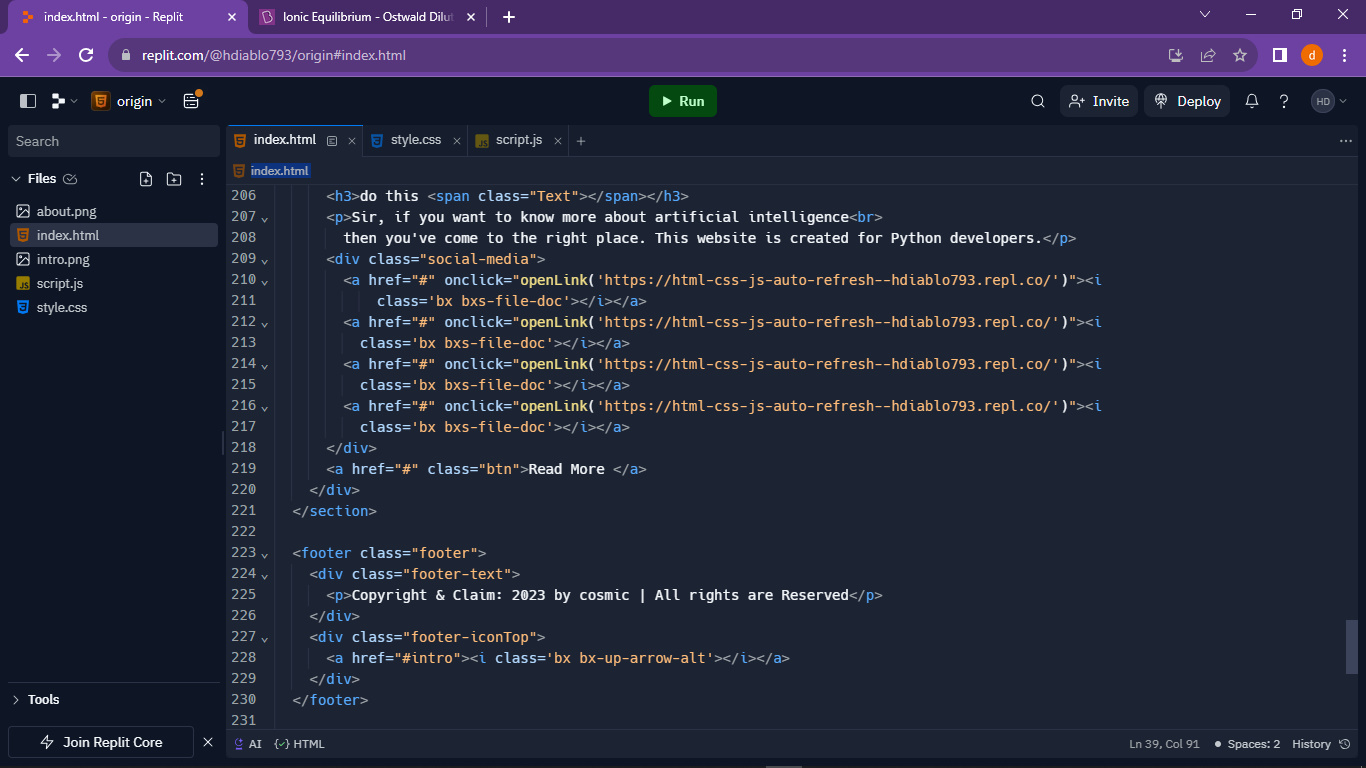 index.html - origin - Replit
Ionic Equilibrium - Ostwald Dilut
replit.com/@hdiablo793/origin#index.html
d
origin
Run
Invite
Deploy
HD
Search
Files
about.png
index.html
intro.png
script.js
style.css
Tools
Join Replit Core
index.html
style.css
script.js
index.html
206 <h3>do this <span class="Text"></span></h3>
207 <p>Sir, if you want to know more about artificial intelligence<br>
208 then you've come to the right place. This website is created for Python developers.</p>
209 <div class="social-media">
210 <a href="#" onclick="openLink('https://html-css-js-auto-refresh--hdiablo793.repl.co/')"><i
211 class='bx bxs-file-doc'></i></a>
212 <a href="#" onclick="openLink('https://html-css-js-auto-refresh--hdiablo793.repl.co/')"><i
213 class='bx bxs-file-doc'></i></a>
214 <a href="#" onclick="openLink('https://html-css-js-auto-refresh--hdiablo793.repl.co/')"><i
215 class='bx bxs-file-doc'></i></a>
216 <a href="#" onclick="openLink('https://html-css-js-auto-refresh--hdiablo793.repl.co/')"><i
217 class='bx bxs-file-doc'></i></a>
218 </div>
219 <a href="#" class="btn">Read More </a>
220 </div>
221 </section>
222
223 <footer class="footer">
224 <div class="footer-text">
225 <p>Copyright & Claim: 2023 by cosmic | All rights are Reserved</p>
226 </div>
227 <div class="footer-iconTop">
228 <a href="#intro"><i class='bx bx-up-arrow-alt'></i></a>
229 </div>
230 </footer>
231
AI
HTML
Ln 39, Col 91
Spaces: 2
History